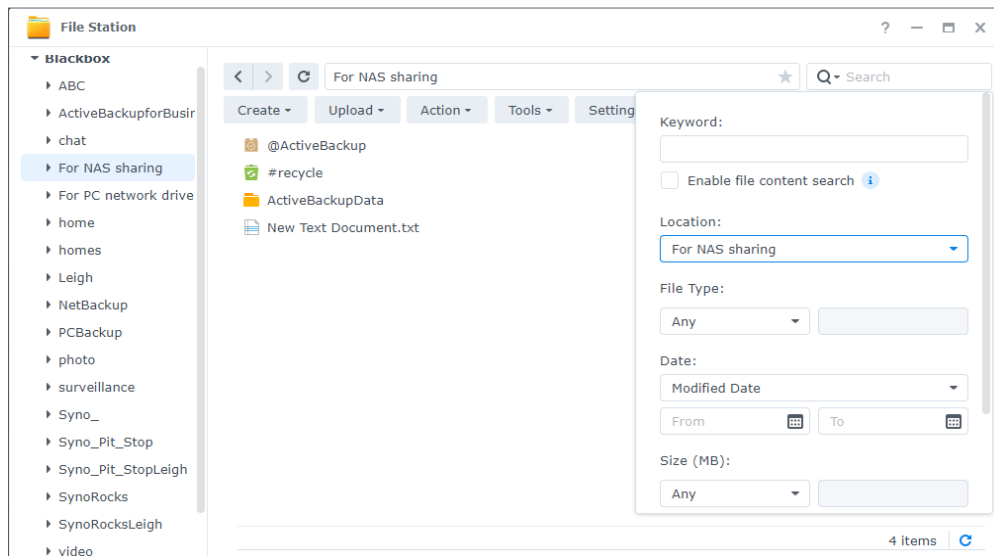 File Station
Blackbox
ABC
ActiveBackupforBusir
chat
For NAS sharing
For PC network drive
home
homes
Leigh
NetBackup
PCBackup
photo
surveillance
Syno_
Syno_Pit_Stop
Syno_Pit_StopLeigh
SynoRocks
SynoRocksLeigh
video
For NAS sharing
Search
Create
Upload
Action
Tools
Setting
@ActiveBackup
#recycle
ActiveBackupData
New Text Document.txt
Keyword:
Enable file content search
Location:
For NAS sharing
File Type:
Any
Date:
Modified Date
From To
Size (MB):
Any
4 items